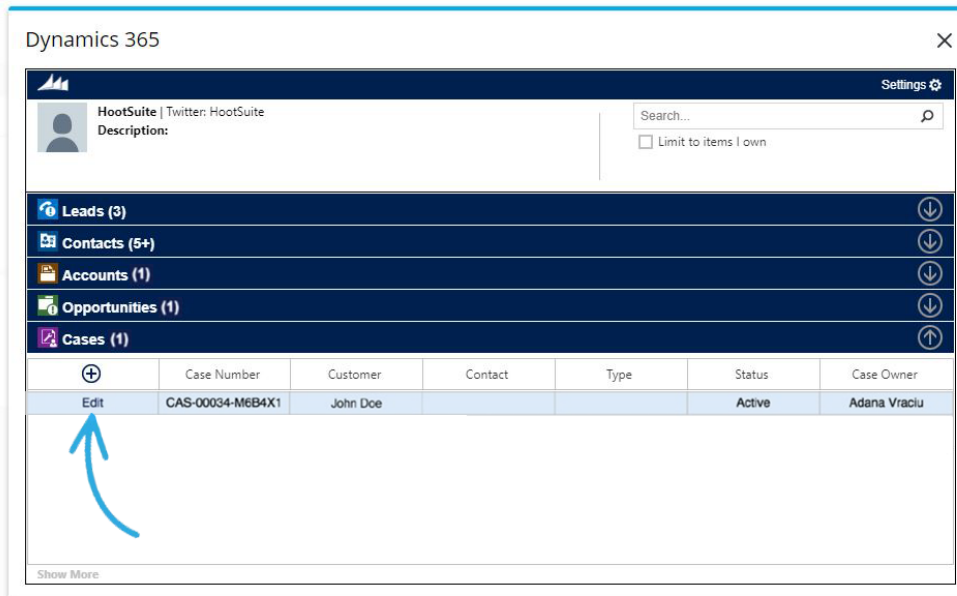 Dynamics 365
Settings
HootSuite | Twitter: HootSuite
Description:
Search...
Limit to items I own
Leads (3)
Contacts (5+)
Accounts (1)
Opportunities (1)
Cases (1)
Case Number Customer Contact Type Status Case Owner
Edit CAS-00034-M6B4X1 John Doe Active Adana Vraciu
Show More